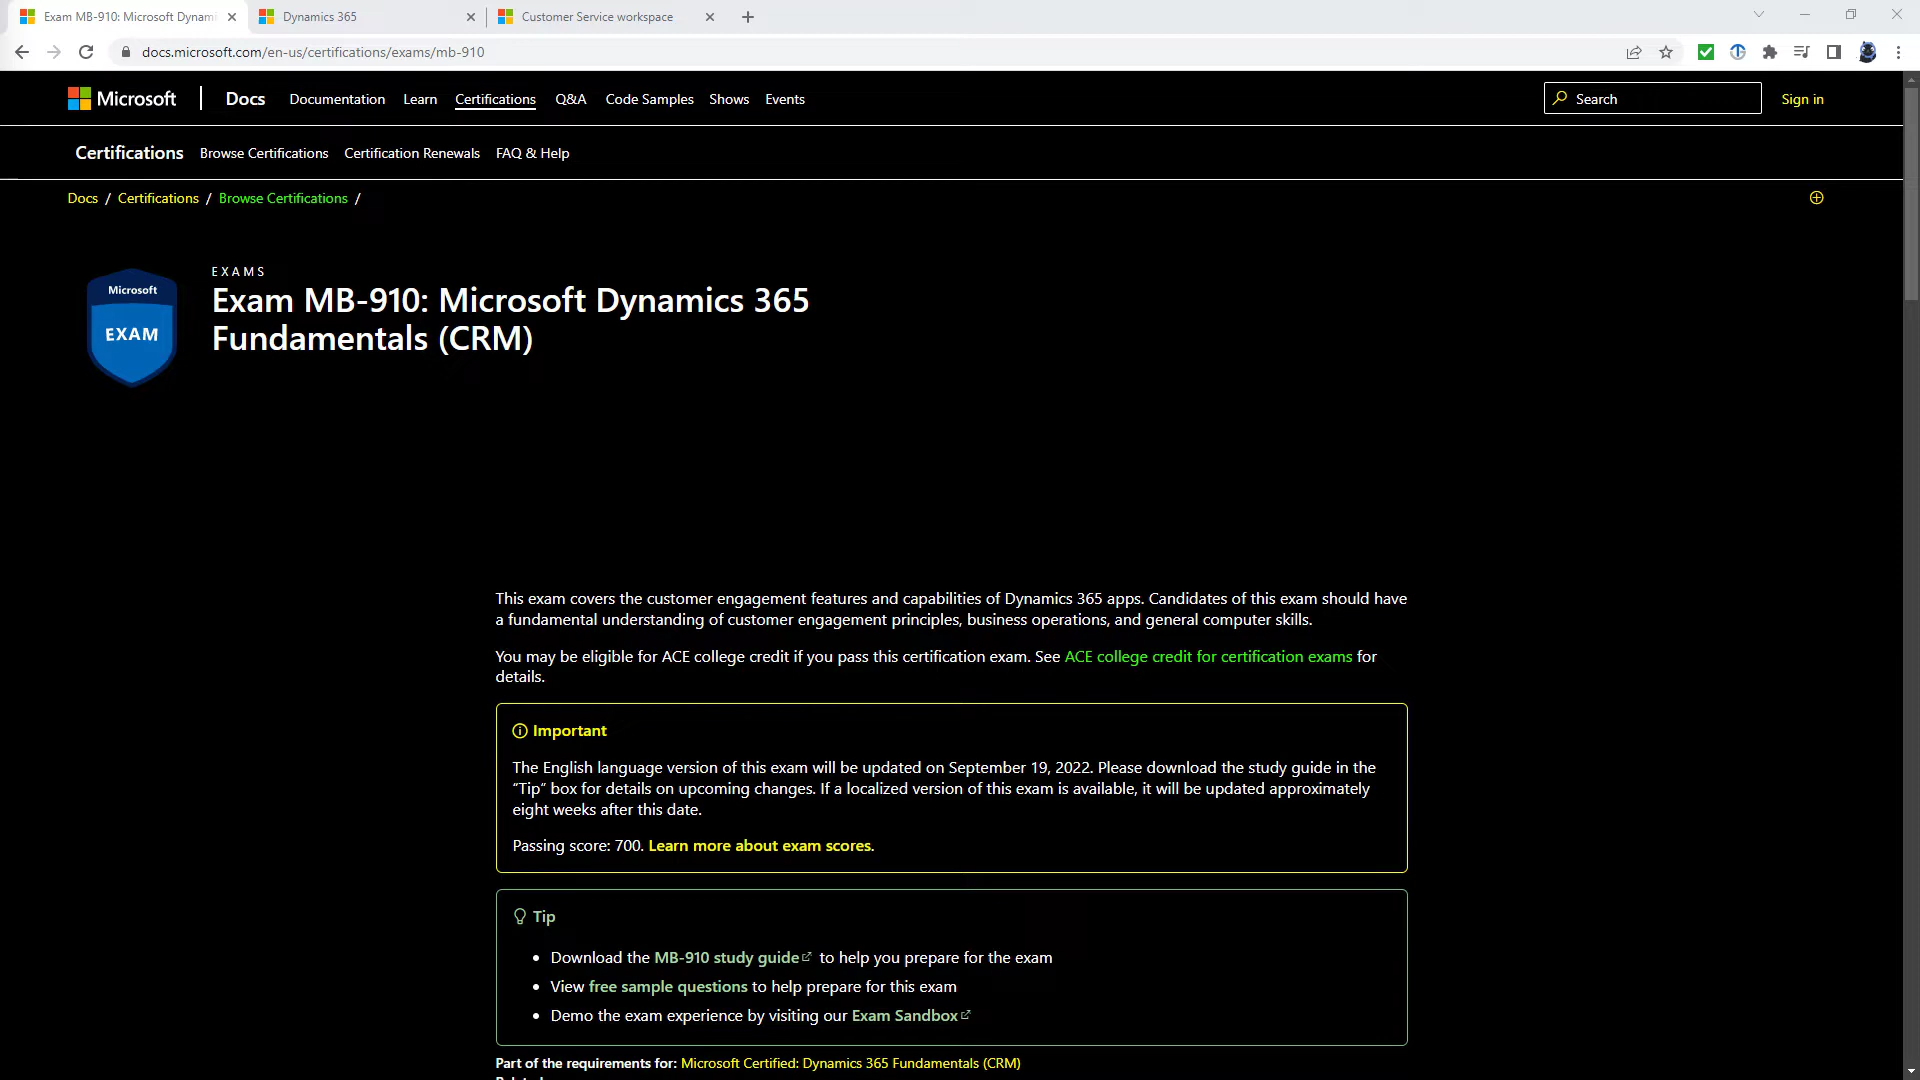 Exam MB-910: Microsoft Dynami
Dynamics 365
Customer Service workspace
docs.microsoft.com/en-us/certifications/exams/mb-910
Microsoft
Docs
Documentation
Learn
Certifications
Q&A
Code Samples
Shows
Events
Search
Sign in
Certifications
Browse Certifications
Certification Renewals
FAQ & Help
Docs / Certifications / Browse Certifications /
Microsoft
EXAM
EXAMS
Exam MB-910: Microsoft Dynamics 365
Fundamentals (CRM)
This exam covers the customer engagement features and capabilities of Dynamics 365 apps. Candidates of this exam should have
a fundamental understanding of customer engagement principles, business operations, and general computer skills.
You may be eligible for ACE college credit if you pass this certification exam. See ACE college credit for certification exams for
details.
Important
The English language version of this exam will be updated on September 19, 2022. Please download the study guide in the
“Tip” box for details on upcoming changes. If a localized version of this exam is available, it will be updated approximately
eight weeks after this date.
Passing score: 700. Learn more about exam scores.
Tip
• Download the MB-910 study guide to help you prepare for the exam
• View free sample questions to help prepare for this exam
• Demo the exam experience by visiting our Exam Sandbox
Part of the requirements for: Microsoft Certified: Dynamics 365 Fundamentals (CRM)